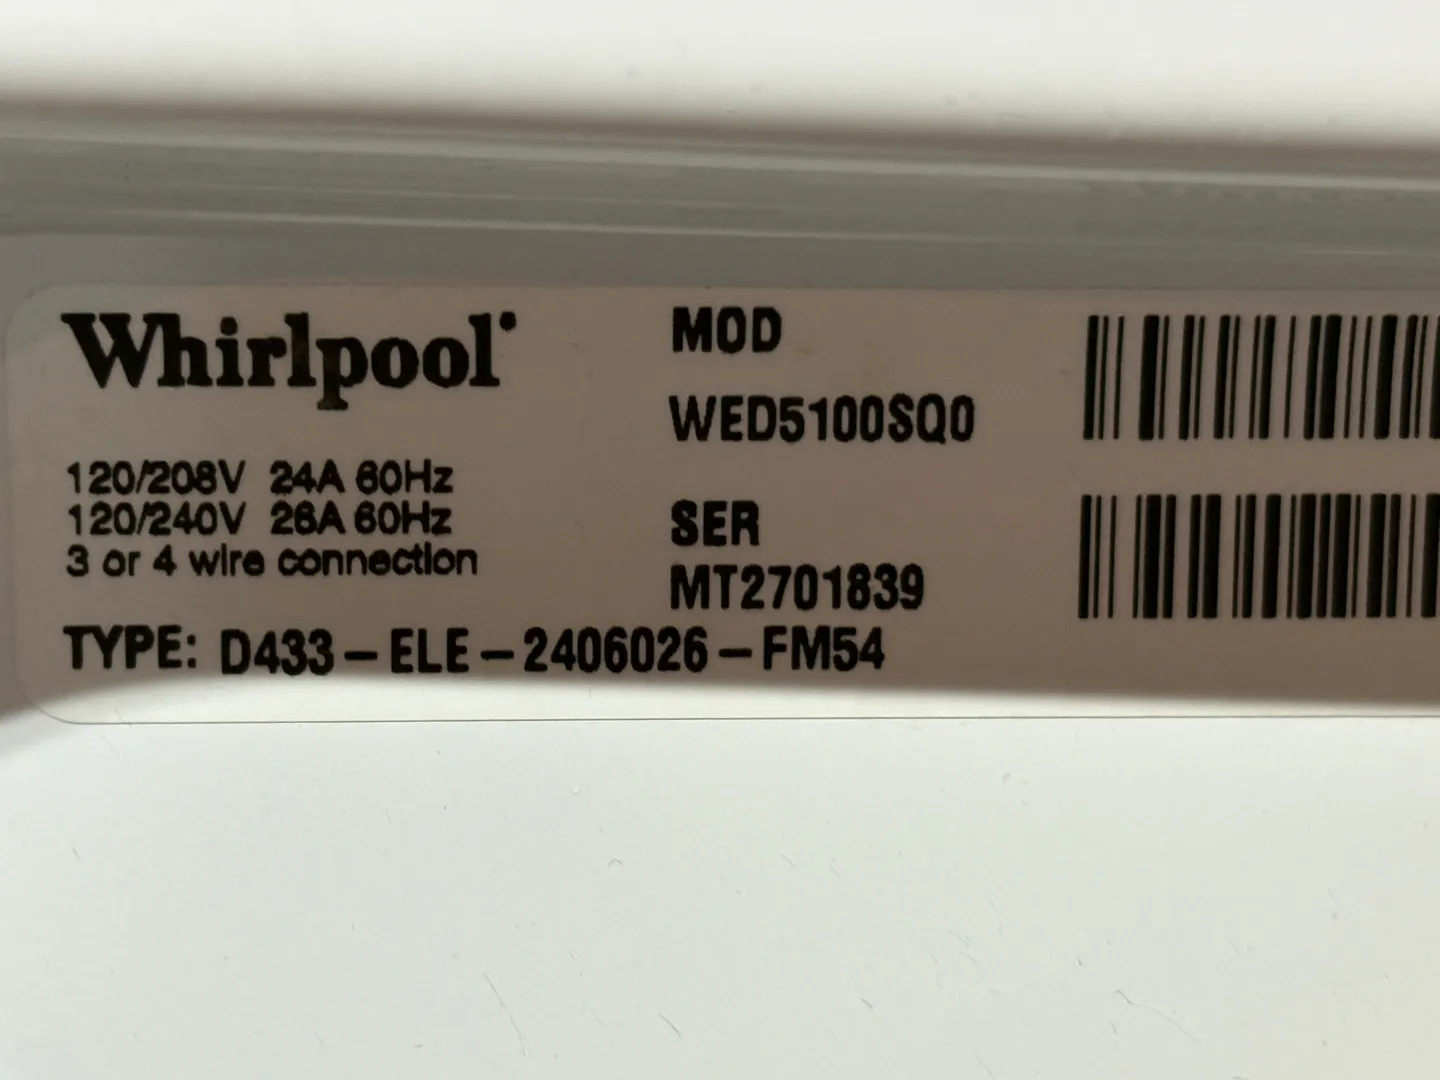 Whirlpool
120/208V 24A 60Hz
120/240V 26A 60Hz
3 or 4 wire connection
TYPE: D433-ELE-2406026-FM54
MOD
WED5100SQ0
SER
MT2701839